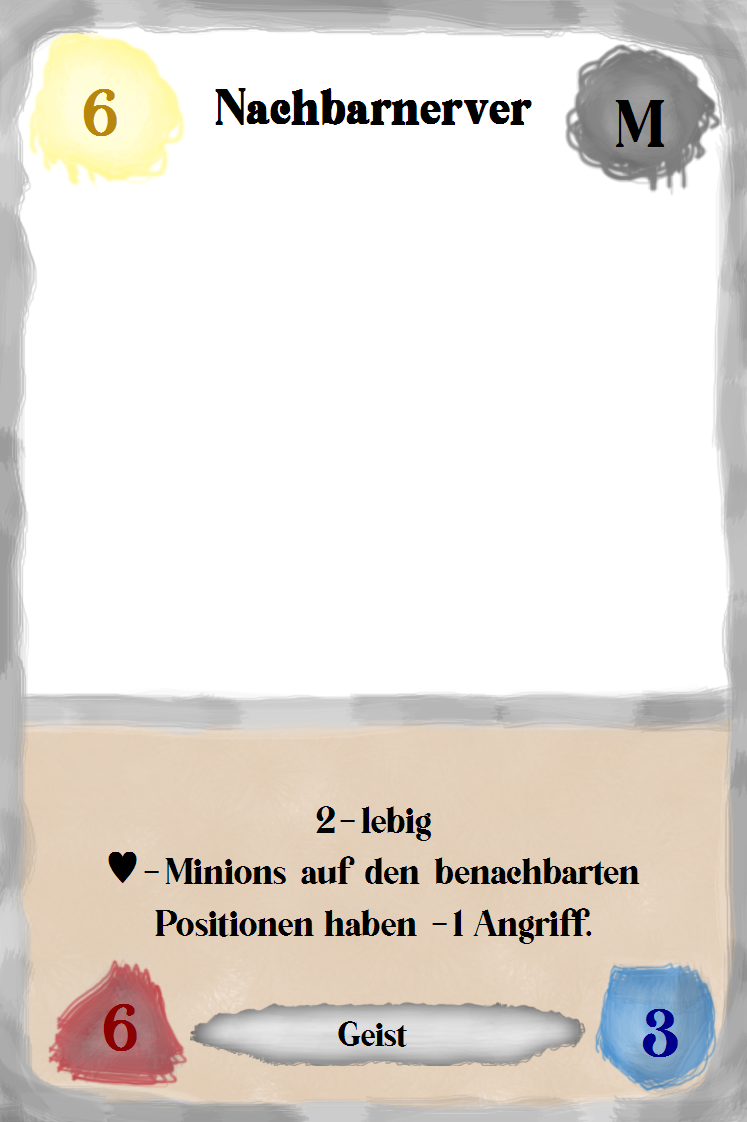 6 Nachbarnerver M
2-lebig
♥-Minions auf den benachbarten
Positionen haben -1 Angriff.
6 Geist 3